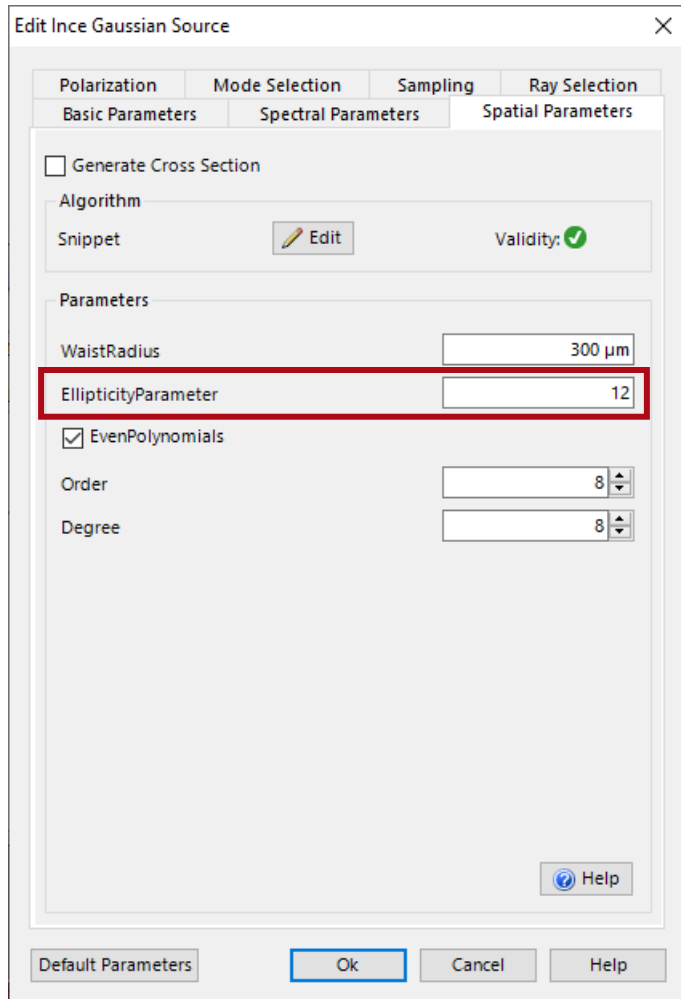 Edit Ince Gaussian Source
Polarization Mode Selection Sampling Ray Selection
Basic Parameters Spectral Parameters Spatial Parameters
Generate Cross Section
Algorithm
Snippet Edit Validity:
Parameters
WaistRadius 300 µm
EllipticityParameter 12
EvenPolynomials
Order 8
Degree 8
Help
Default Parameters Ok Cancel Help